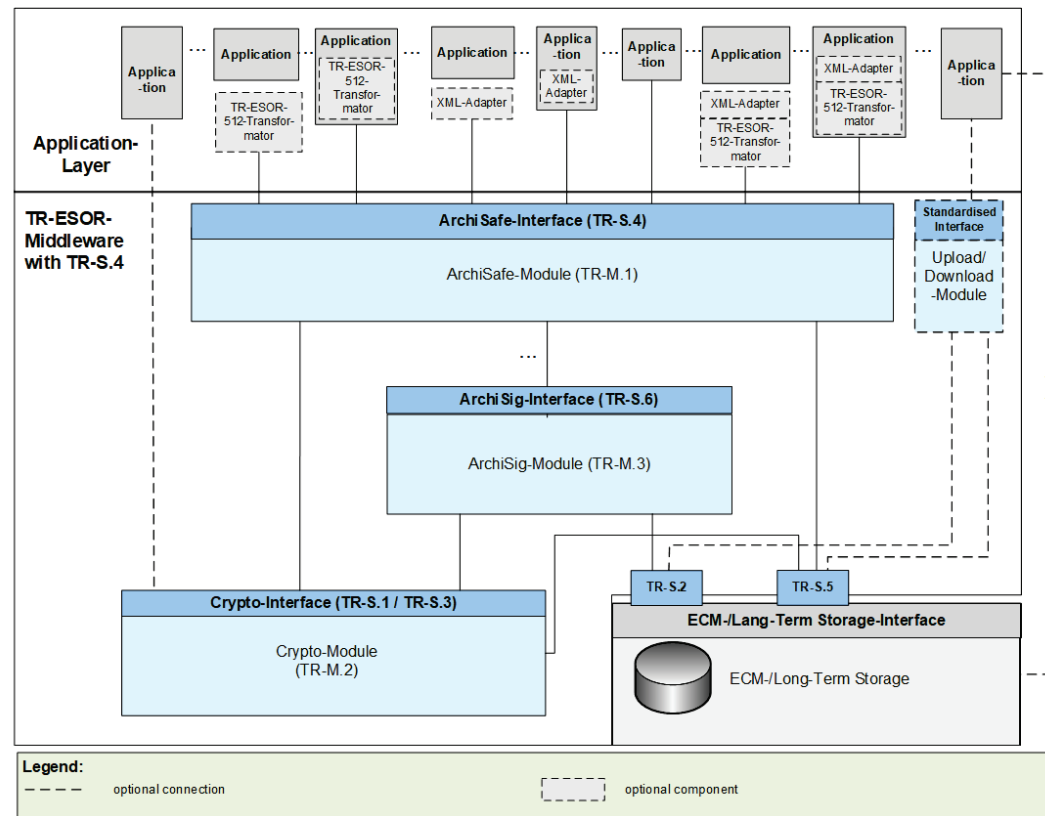 Applica
-tion
...
Application
TR-ESOR-
512-Transfor-
mator
...
Application
TR-ESOR-
512-
Transfor-
mator
...
Application
XML-Adapter
...
Applica
-tion
XML-
Adapter
...
Applica
-tion
...
Application
XML-Adapter
TR-ESOR-
512-Transfor-
mator
...
Application
XML-Adapter
TR-ESOR-
512-Transfor-
mator
...
Applica
-tion
Application-
Layer
TR-ESOR-
Middleware
with TR-S.4
ArchiSafe-Interface (TR-S.4)
ArchiSafe-Module (TR-M.1)
Standardised
Interface
Upload/
Download
-Module
...
ArchiSig-Interface (TR-S.6)
ArchiSig-Module (TR-M.3)
TR-S.2
TR-S.5
Crypto-Interface (TR-S.1 / TR-S.3)
Crypto-Module
(TR-M.2)
ECM-/Lang-Term Storage-Interface
ECM-/Long-Term Storage
Legend:
optional connection
optional component